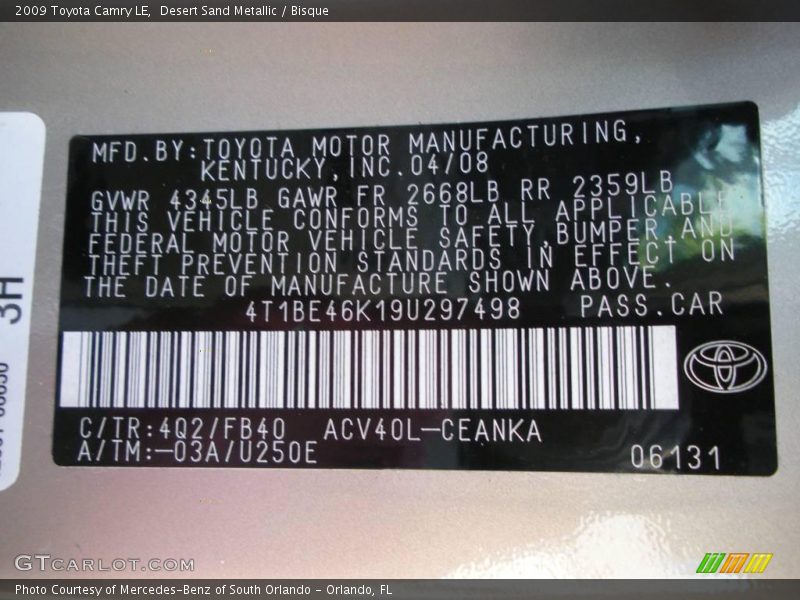 2009 Toyota Camry LE, Desert Sand Metallic / Bisque
MFD.BY:TOYOTA MOTOR MANUFACTURING,
KENTUCKY,INC.04/08
GVWR 4345LB GAWR FR 2668LB RR 2359LB
THIS VEHICLE CONFORMS TO ALL APPLICABLE
FEDERAL MOTOR VEHICLE SAFETY,BUMPER AND
THEFT PREVENTION STANDARDS IN EFFECT ON
THE DATE OF MANUFACTURE SHOWN ABOVE.
4T1BE46K19U297498 PASS.CAR
C/TR:4Q2/FB40 ACV40L-CEANKA
A/TM:-03A/U250E 06131
3H
GTCARLOT.COM
Photo Courtesy of Mercedes-Benz of South Orlando - Orlando, FL